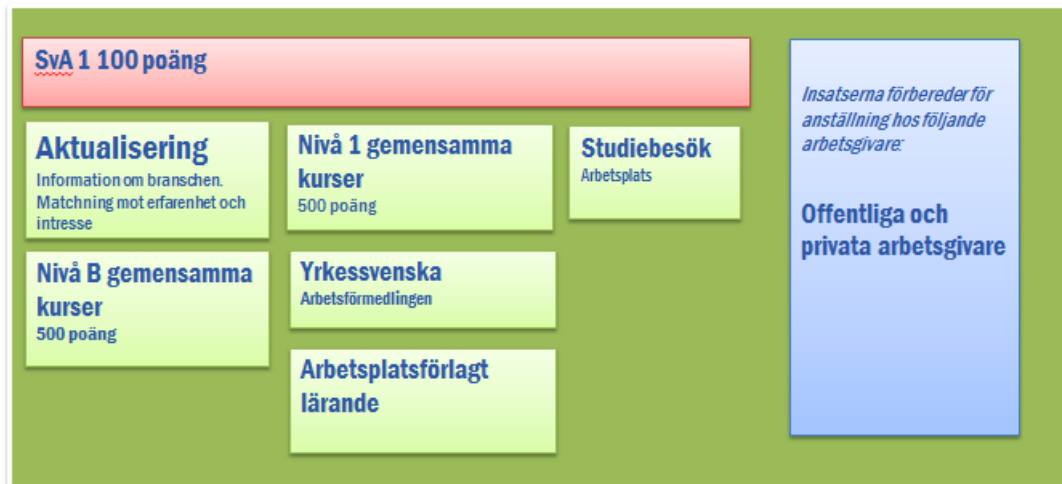 SvA 1 100 poäng
Aktualisering
Information om branschen.
Matchning mot erfarenhet och
intresse
Nivå B gemensamma
kurser
500 poäng
Nivå 1 gemensamma
kurser
500 poäng
Yrkessvenska
Arbetsförmedlingen
Arbetsplatsförlagt
lärande
Studiebesök
Arbetsplats
Insatserna förbereder för
anställning hos följande
arbetsgivare:
Offentliga och
privata arbetsgivare